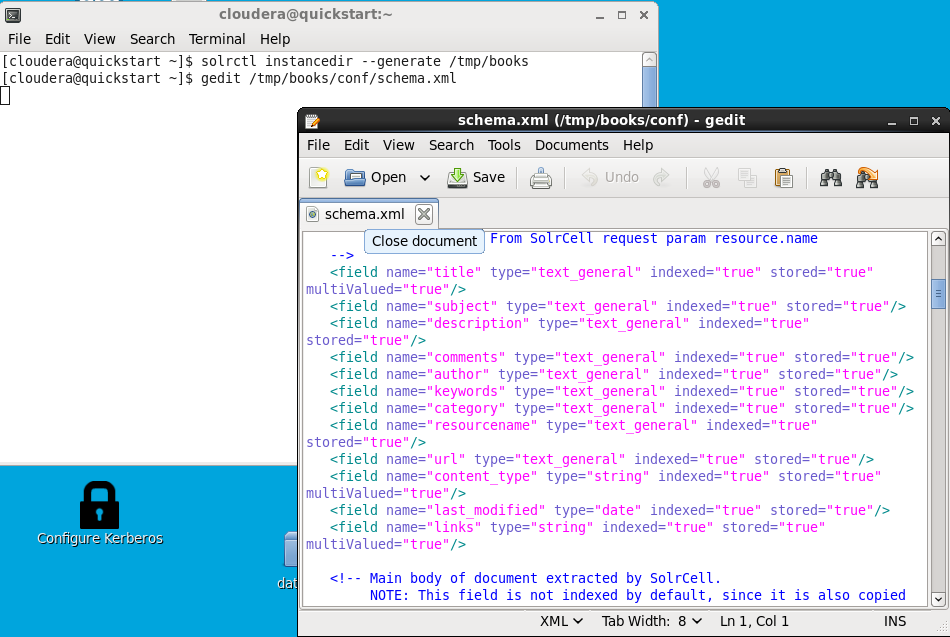 cloudera@quickstart:~
File Edit View Search Terminal Help
[cloudera@quickstart ~]$ solrctl instancedir --generate /tmp/books
[cloudera@quickstart ~]$ gedit /tmp/books/conf/schema.xml
schema.xml (/tmp/books/conf) - gedit
File Edit View Search Tools Documents Help
Open Save Undo
schema.xml
Close document
From SolrCell request param resource.name
-->
<field name="title" type="text_general" indexed="true" stored="true"
multiValued="true"/>
<field name="subject" type="text_general" indexed="true" stored="true"/>
<field name="description" type="text_general" indexed="true"
stored="true"/>
<field name="comments" type="text_general" indexed="true" stored="true"/>
<field name="author" type="text_general" indexed="true" stored="true"/>
<field name="keywords" type="text_general" indexed="true" stored="true"/>
<field name="category" type="text_general" indexed="true" stored="true"/>
<field name="resourcename" type="text_general" indexed="true"
stored="true"/>
<field name="url" type="text_general" indexed="true" stored="true"/>
<field name="content_type" type="string" indexed="true" stored="true"
multiValued="true"/>
<field name="last_modified" type="date" indexed="true" stored="true"/>
<field name="links" type="string" indexed="true" stored="true"
multiValued="true"/>
<!-- Main body of document extracted by SolrCell.
NOTE: This field is not indexed by default, since it is also copied
XML Tab Width: 8 Ln 1, Col 1 INS
Configure Kerberos
dat